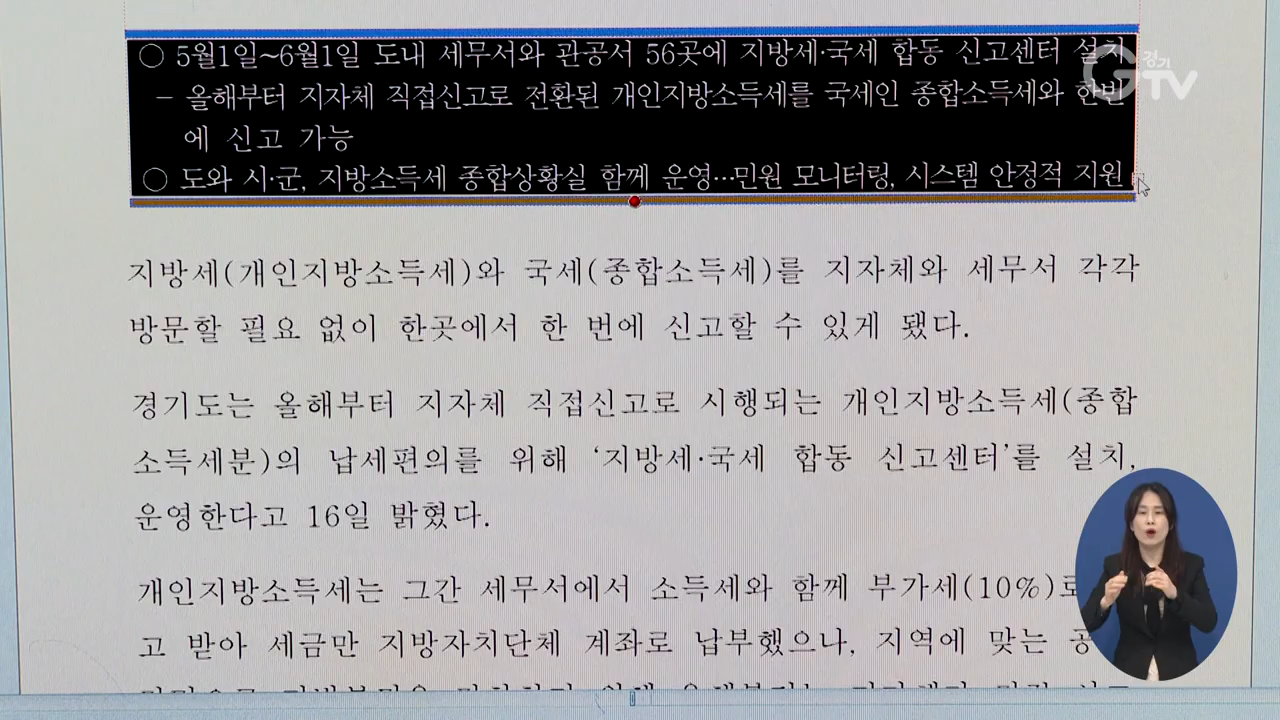 ○ 5월1일~6월1일 도내 세무서와 관공서 56곳에 지방세·국세 합동 신고센터 설치
경기
GTV
- 올해부터 지자체 직접신고로 전환된 개인지방소득세를 국세인 종합소득세와 한번
에 신고 가능
○ 도와 시·군, 지방소득세 종합상황실 함께 운영…민원 모니터링, 시스템 안정적 지원
지방세(개인지방소득세)와 국세(종합소득세)를 지자체와 세무서 각각
방문할 필요 없이 한곳에서 한 번에 신고할 수 있게 됐다.
경기도는 올해부터 지자체 직접신고로 시행되는 개인지방소득세(종합
소득세분)의 납세편의를 위해 ‘지방세·국세 합동 신고센터’를 설치,
운영한다고 16일 밝혔다.
개인지방소득세는 그간 세무서에서 소득세와 함께 부가세(10%)로
고 받아 세금만 지방자치단체 계좌로 납부했으나, 지역에 맞는